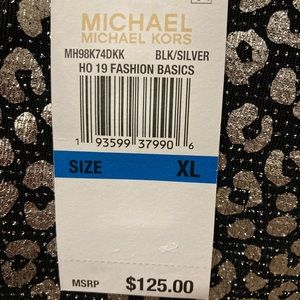 MICHAEL
MICHAEL KORS
MH98K74DKK BLK/SILVER
HO 19 FASHION BASICS
1 93599 37990 6
SIZE XL
MSRP $125.00